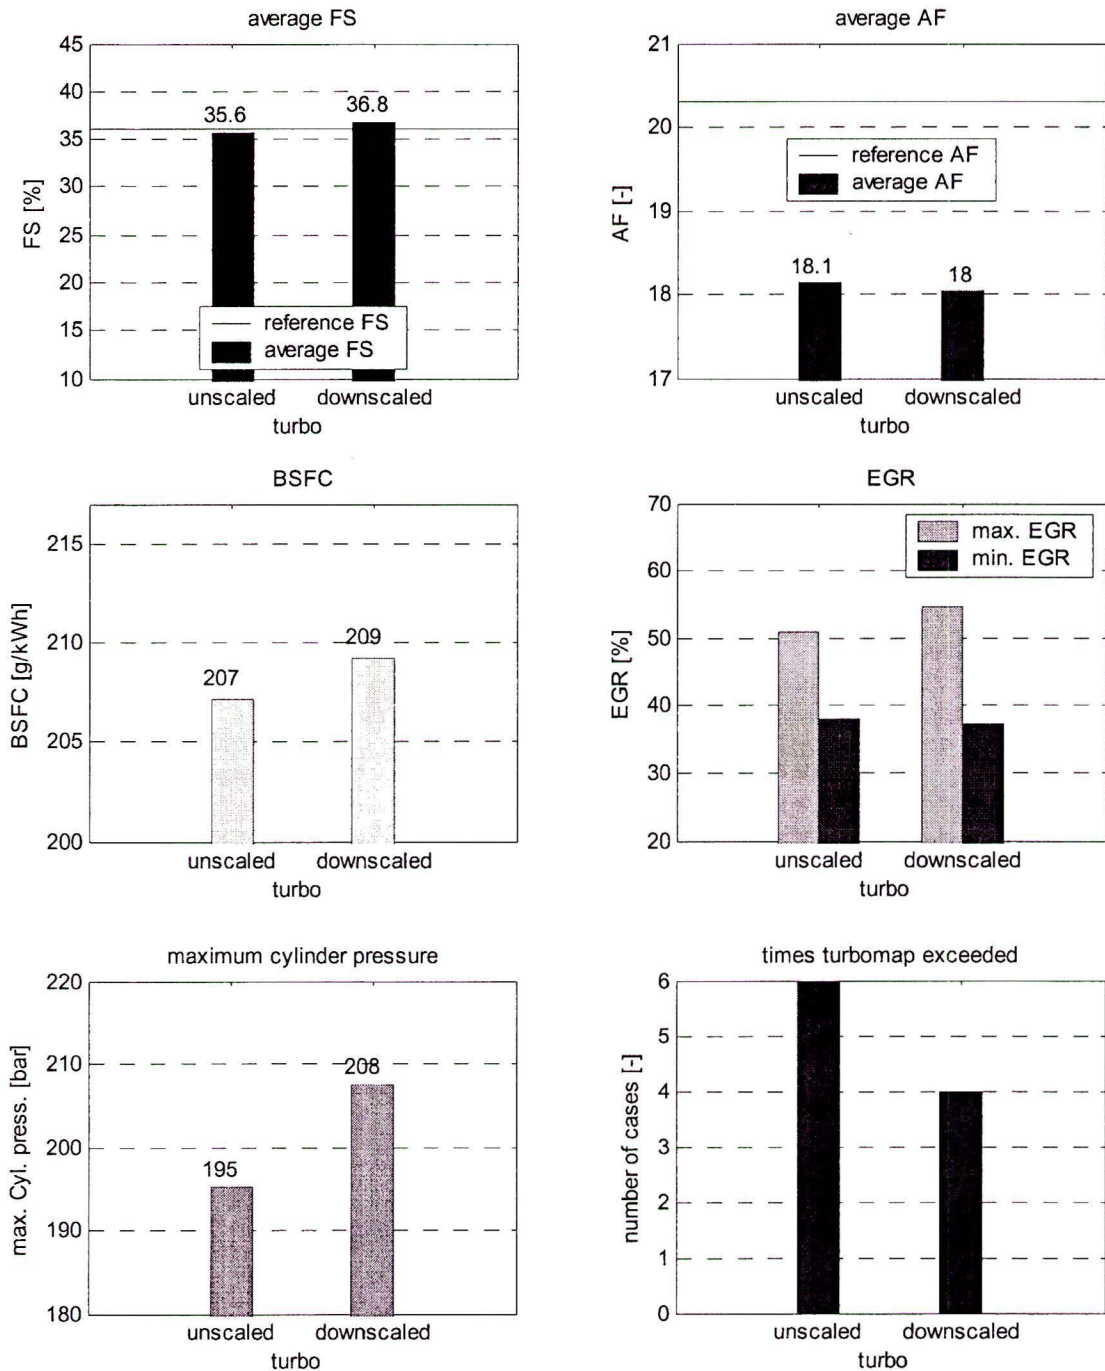 average FS
45
40
35
30
25
20
15
10
FS [%]
35.6
36.8
reference FS
average FS
unscaled downscaled
turbo
average AF
21
20
19
18
17
AF [-]
reference AF
average AF
18.1
18
unscaled downscaled
turbo
BSFC
215
210
205
200
BSFC [g/kWh]
207
209
unscaled downscaled
turbo
EGR
70
60
50
40
30
20
EGR [%]
max. EGR
min. EGR
unscaled downscaled
turbo
maximum cylinder pressure
220
210
200
190
180
max. Cyl. press. [bar]
195
208
unscaled downscaled
turbo
times turbomap exceeded
6
5
4
3
2
1
0
number of cases [-]
unscaled downscaled
turbo